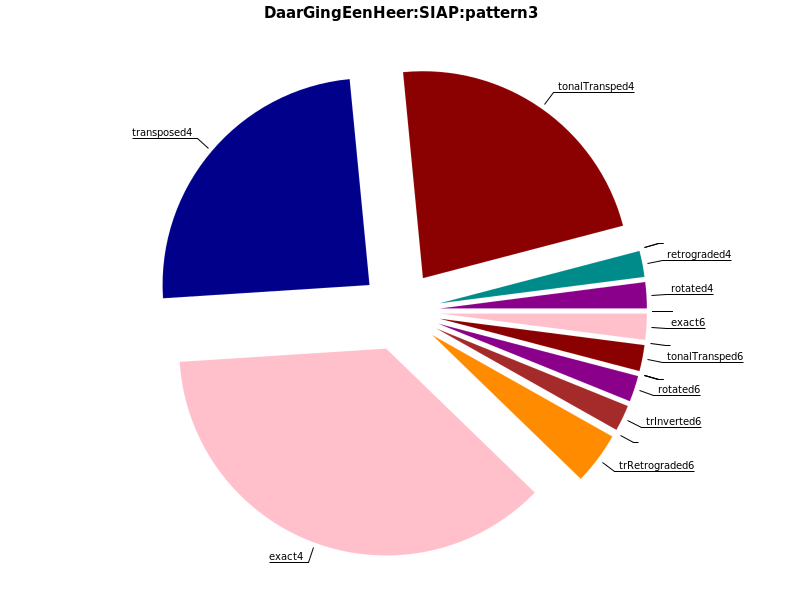 DaarGingEenHeer:SIAP:pattern3
tonalTransped4
transposed4
retrograded4
rotated4
exact6
tonalTransped6
rotated6
trInverted6
trRetrograded6
exact4